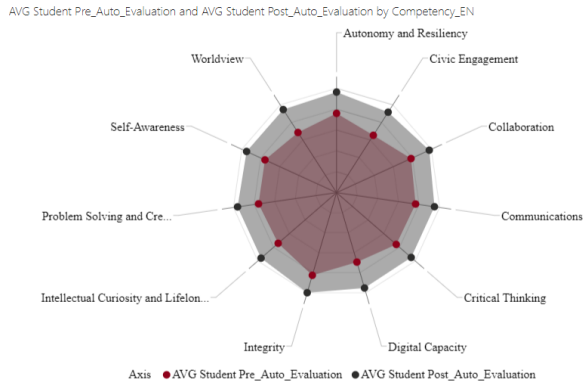 AVG Student Pre_Auto_Evaluation and AVG Student Post_Auto_Evaluation by Competency_EN
Autonomy and Resiliency
Worldview
Civic Engagement
Self-Awareness
Collaboration
Problem Solving and Cre...
Communications
Intellectual Curiosity and Lifelon...
Critical Thinking
Integrity
Digital Capacity
Axis AVG Student Pre_Auto_Evaluation AVG Student Post_Auto_Evaluation